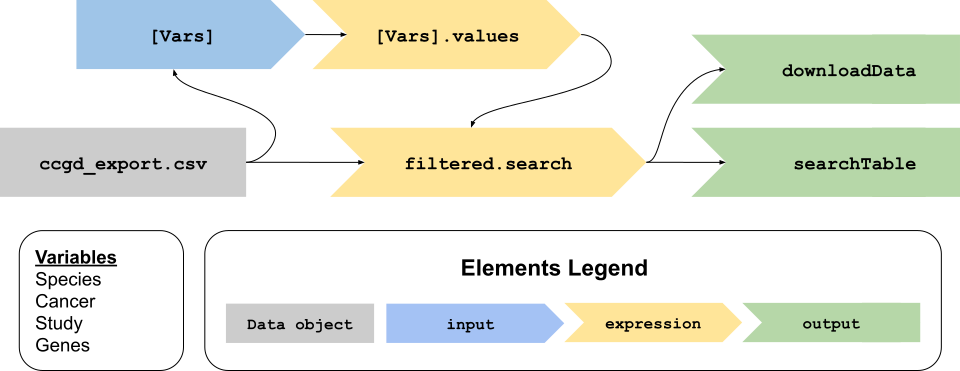 [Vars]
[Vars].values
downloadData
ccgd_export.csv
filtered.search
searchTable
Variables
Species
Cancer
Study
Genes
Elements Legend
Data object
input
expression
output